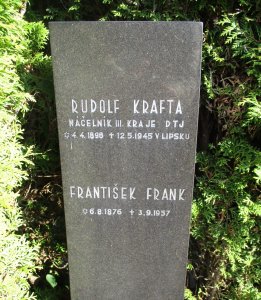 RUDOLF KRAFTA
NÁČELNÍK III. KRAJE DTJ
✩ 4.4.1898 ✝ 12.5.1945 V LIPSKU
FRANTIŠEK FRANK
✩ 6.8.1876 ✝ 3.9.1957